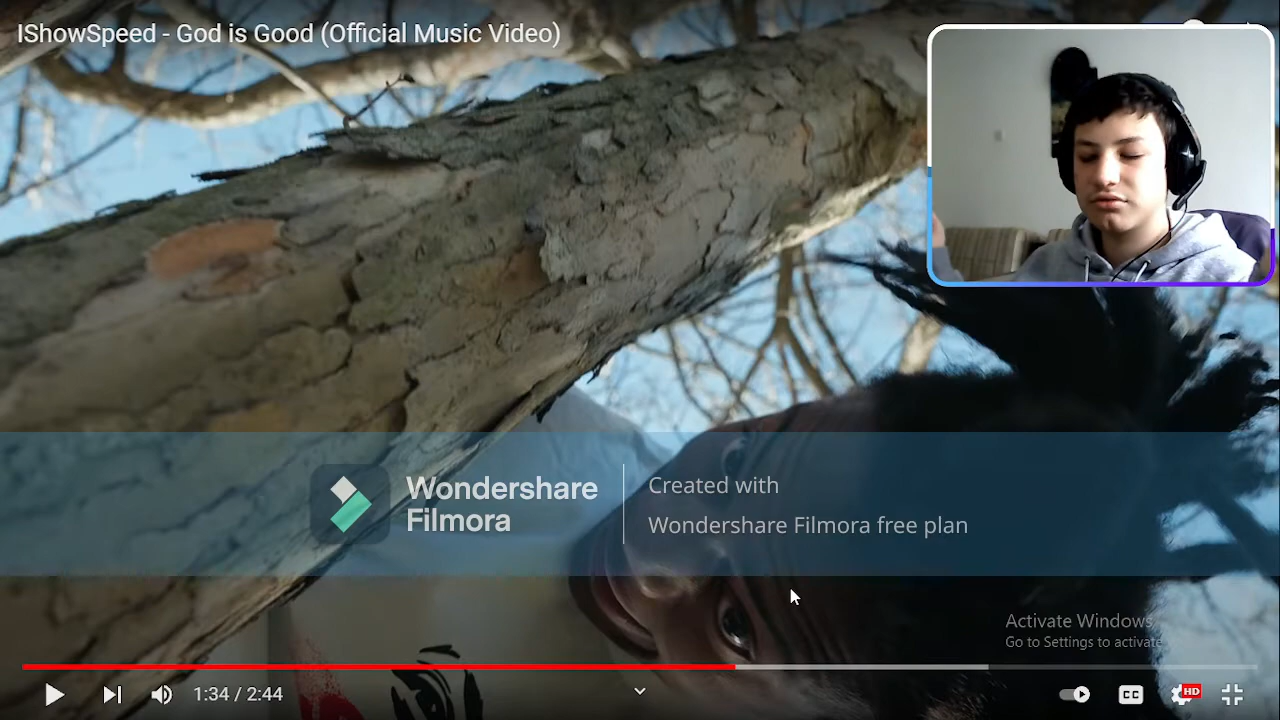 IShowSpeed - God is Good (Official Music Video)
Wondershare
Filmora
Created with
Wondershare Filmora free plan
Activate Windows
Go to Settings to activate
1:34 / 2:44
CC
HD